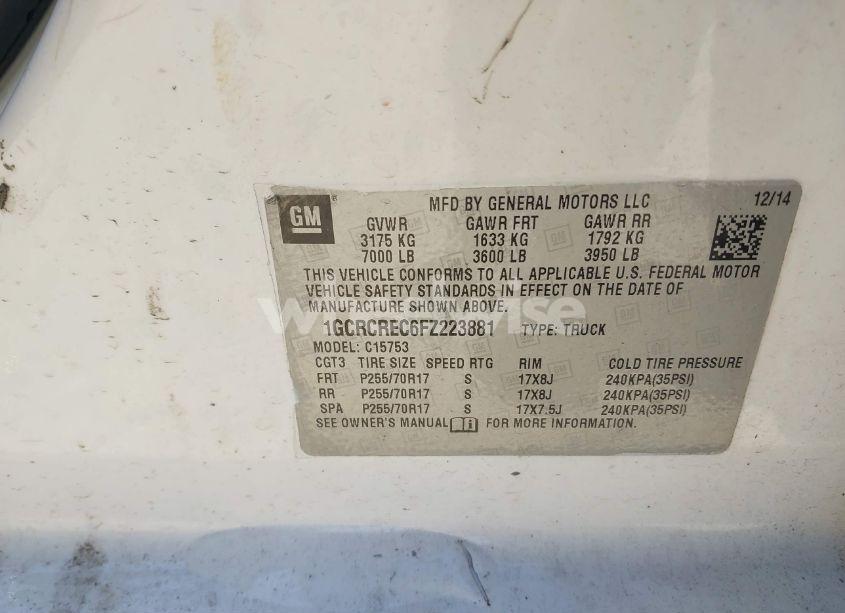 GM
MFD BY GENERAL MOTORS LLC 12/14
GVWR GAWR FRT GAWR RR
3175 KG 1633 KG 1792 KG
7000 LB 3600 LB 3950 LB
THIS VEHICLE CONFORMS TO ALL APPLICABLE U.S. FEDERAL MOTOR
VEHICLE SAFETY STANDARDS IN EFFECT ON THE DATE OF
MANUFACTURE SHOWN ABOVE.
1GCRCREC6FZ223881 TYPE: TRUCK
MODEL: C15753
CGT3 TIRE SIZE SPEED RTG RIM COLD TIRE PRESSURE
FRT P255/70R17 S 17X8J 240KPA(35PSI)
RR P255/70R17 S 17X8J 240KPA(35PSI)
SPA P255/70R17 S 17X7.5J 240KPA(35PSI)
SEE OWNER'S MANUAL FOR MORE INFORMATION.